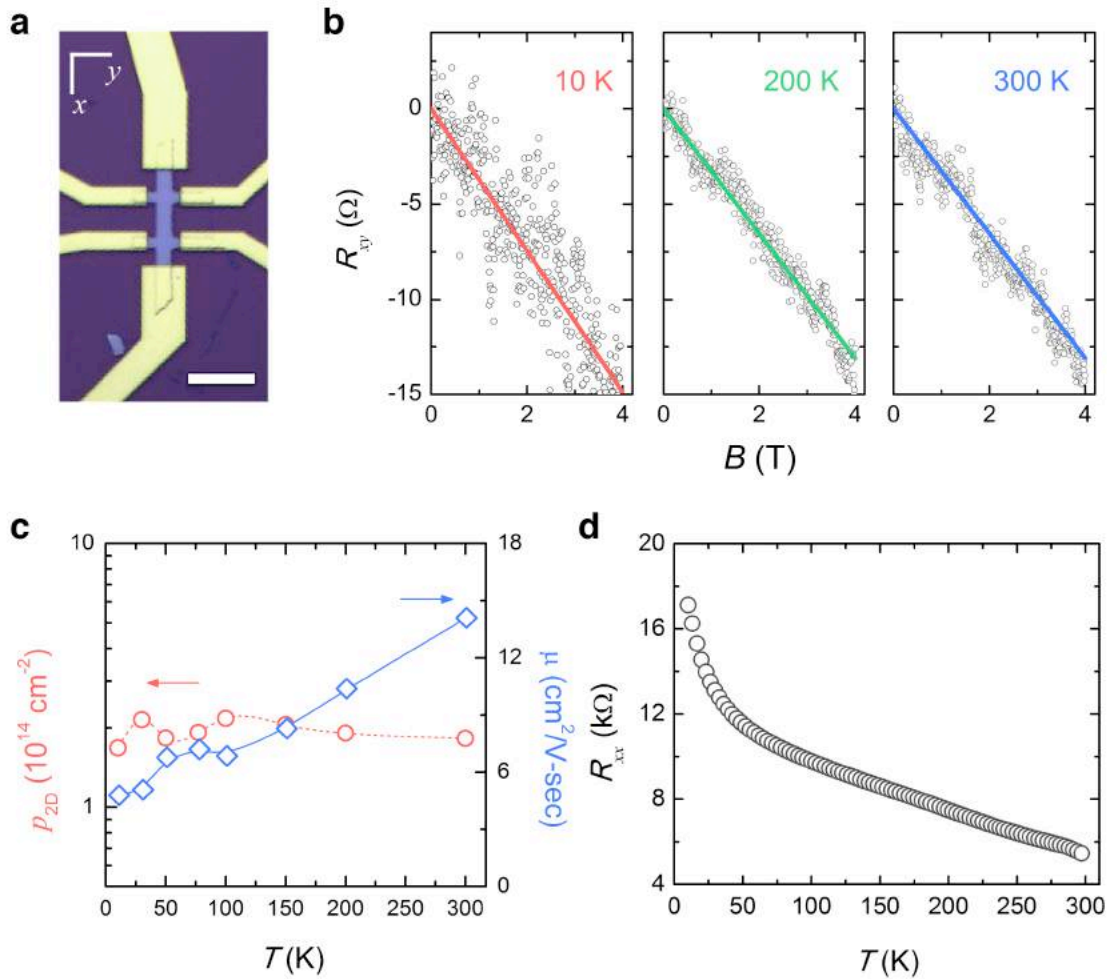 a
x
y
b
10 K
200 K
300 K
R_xy (Ω)
0
-5
-10
-15
0 2 4
0 2 4
0 2 4
B (T)
c
p_2D (10^14 cm^-2)
10
1
μ (cm^2/V-sec)
18
14
10
6
0
0 50 100 150 200 250 300
T (K)
d
R_xx (kΩ)
20
16
12
8
4
0 50 100 150 200 250 300
T (K)